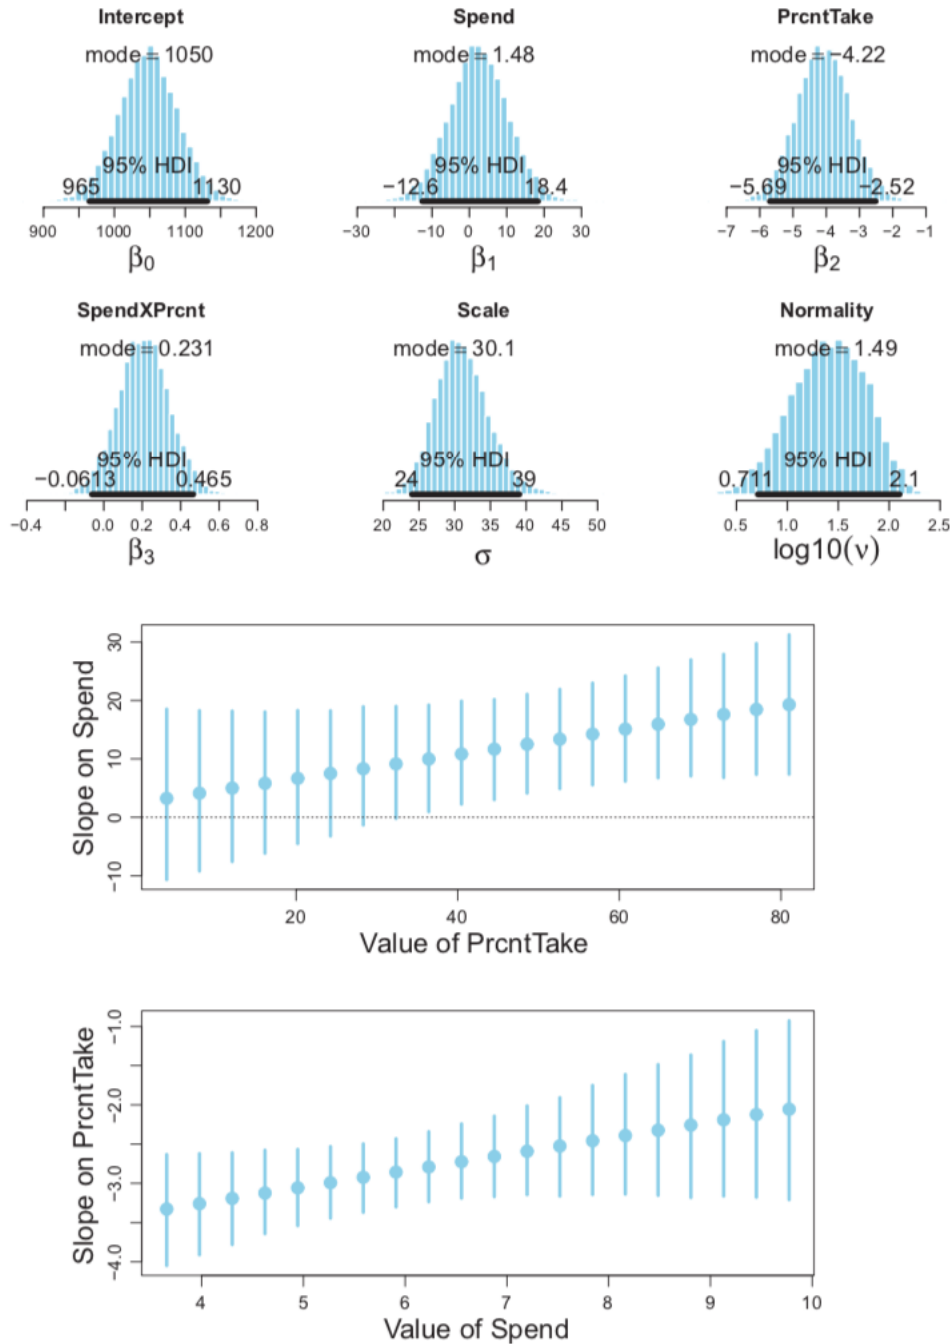 Intercept Spend PrcntTake
mode = 1050 mode = 1.48 mode = −4.22
95% HDI 95% HDI 95% HDI
965 1130 −12.6 18.4 −5.69 −2.52
900 1000 1100 1200 −30 −10 0 10 20 30 −7 −6 −5 −4 −3 −2 −1
β0 β1 β2
SpendXPrcnt Scale Normality
mode = 0.231 mode = 30.1 mode = 1.49
95% HDI 95% HDI 95% HDI
−0.0613 0.465 24 39 0.711 2.1
−0.4 0.0 0.2 0.4 0.6 0.8 20 25 30 35 40 45 50 0.5 1.0 1.5 2.0 2.5
β3 σ log10(ν)
Slope on Spend
30
20
10
0
−10
20 40 60 80
Value of PrcntTake
Slope on PrcntTake
−1.0
−2.0
−3.0
−4.0
4 5 6 7 8 9 10
Value of Spend